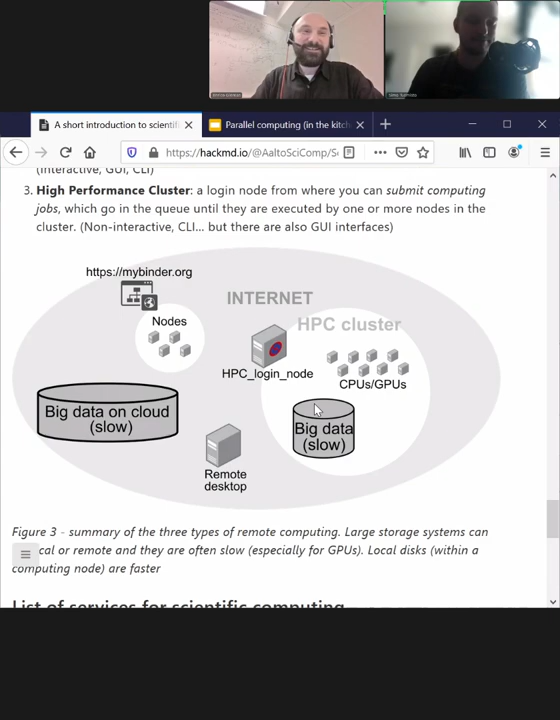 A short introduction to scientif
Parallel computing (in the kitch
https://hackmd.io/@AaltoSciComp/S
(Interactive, GUI, CLI)
3. High Performance Cluster: a login node from where you can submit computing
jobs, which go in the queue until they are executed by one or more nodes in the
cluster. (Non-interactive, CLI... but there are also GUI interfaces)
https://mybinder.org
INTERNET
Nodes
HPC cluster
HPC_login_node
CPUs/GPUs
Big data on cloud
(slow)
Big data
(slow)
Remote
desktop
Figure 3 - summary of the three types of remote computing. Large storage systems can
cal or remote and they are often slow (especially for GPUs). Local disks (within a
computing node) are faster
List of services for scientific computing